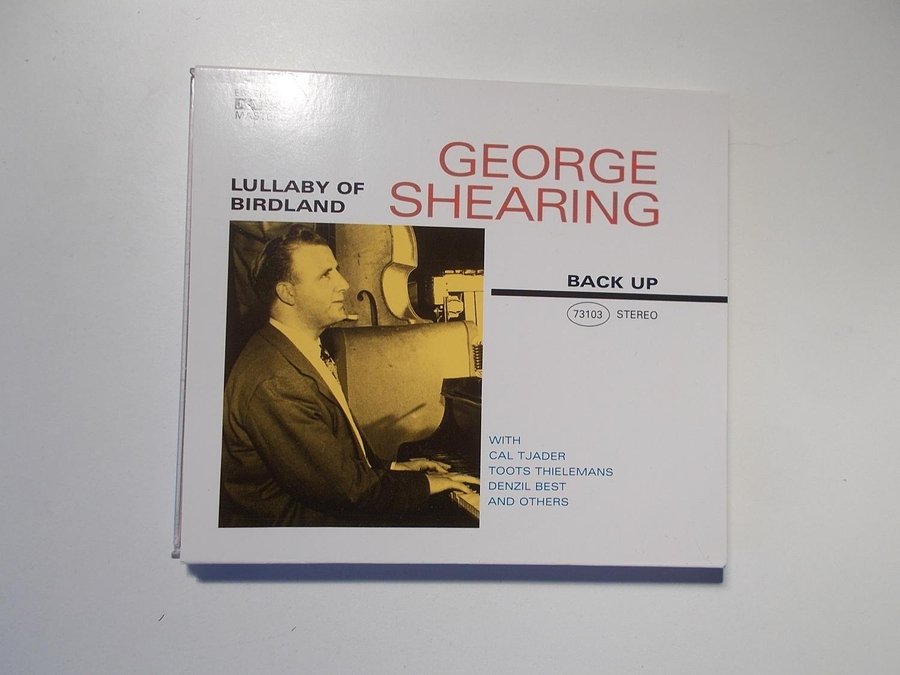 GEORGE
SHEARING
LULLABY OF
BIRDLAND
BACK UP
73103 STEREO
WITH
CAL TJADER
TOOTS THIELEMANS
DENZIL BEST
AND OTHERS